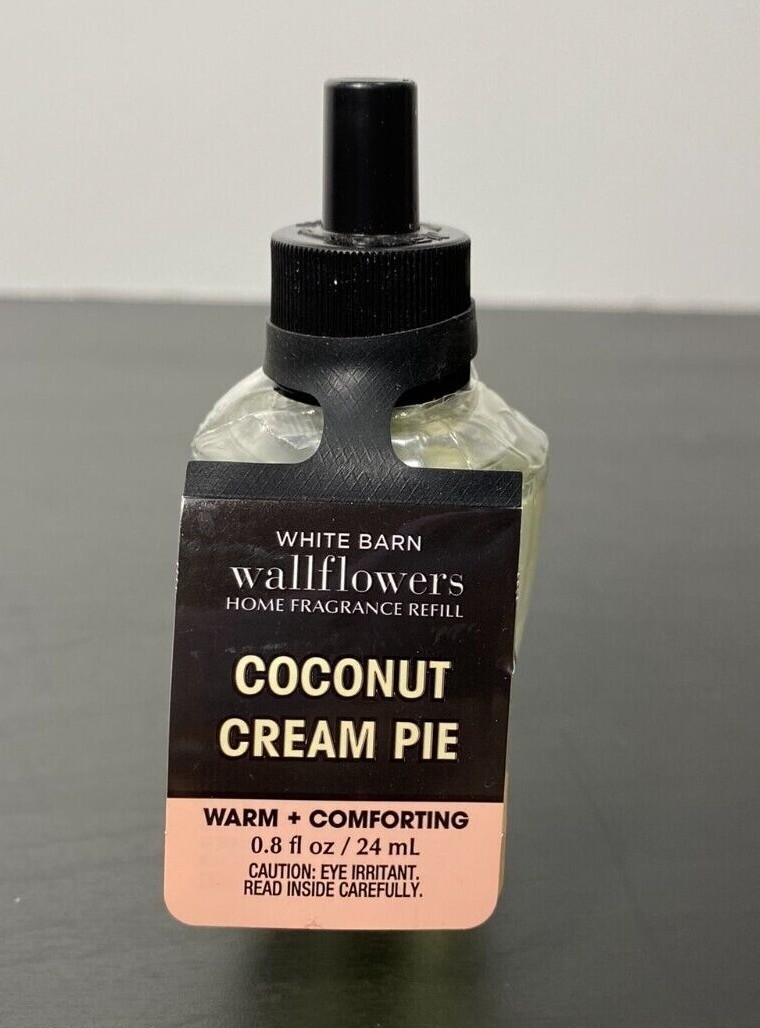 WHITE BARN
wallflowers
HOME FRAGRANCE REFILL
COCONUT
CREAM PIE
WARM + COMFORTING
0.8 fl oz / 24 mL
CAUTION: EYE IRRITANT.
READ INSIDE CAREFULLY.